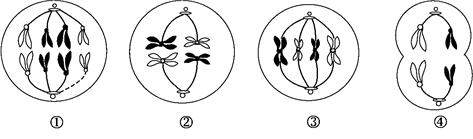 ① ② ③ ④